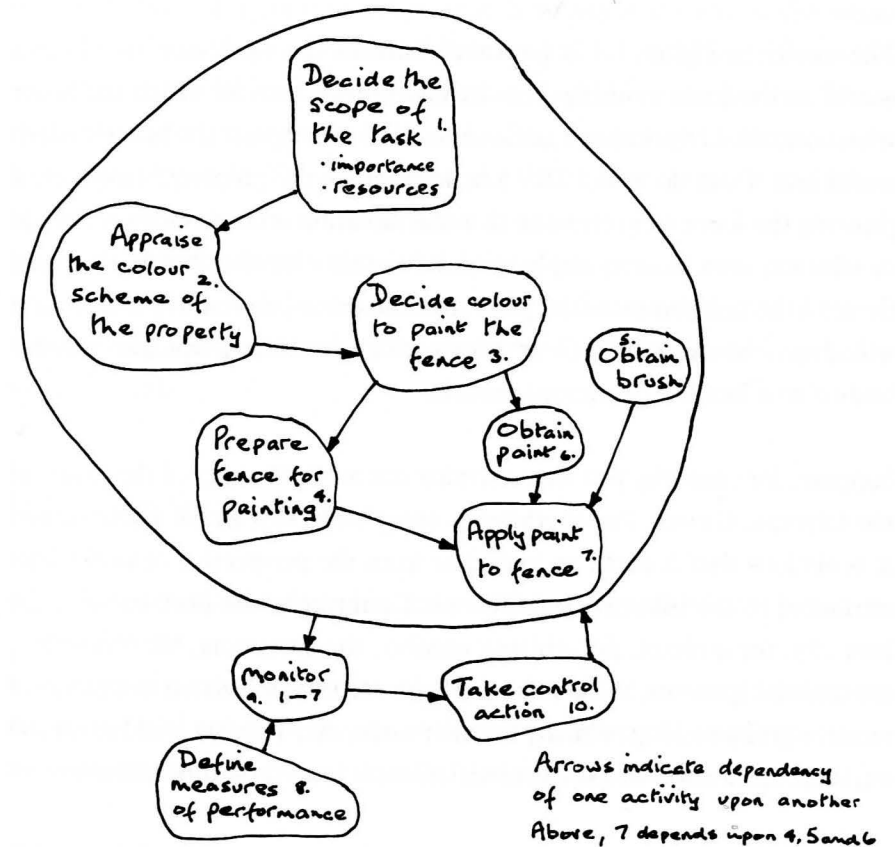 Decide the
scope of
the task 1.
· importance
· resources
Appraise
the colour 2.
scheme of
the property
Decide colour
to paint the
fence 3.
5.
Obtain
brush
Prepare
fence for
painting 4.
Obtain
paint 6.
Apply paint
to fence 7.
Monitor
9. 1-7
Take control
action 10.
Define
measures 8.
of performance
Arrows indicate dependency
of one activity upon another
Above, 7 depends upon 4, 5 and 6